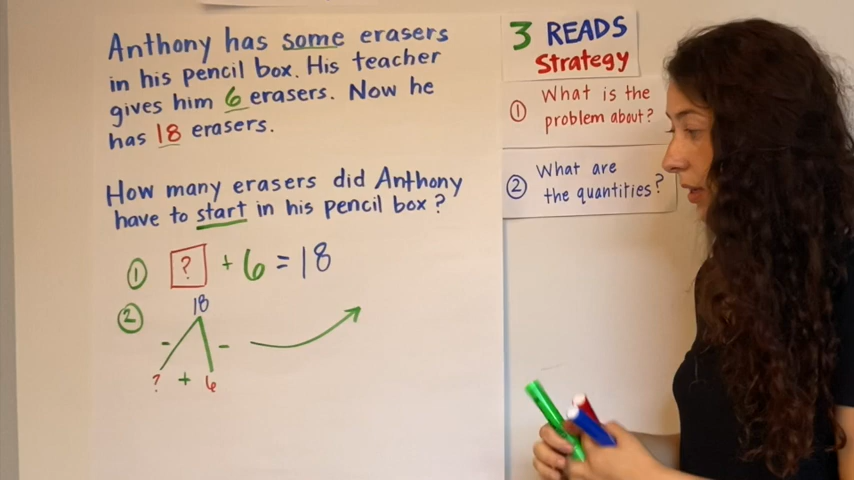 Anthony has some erasers
in his pencil box. His teacher
gives him 6 erasers. Now he
has 18 erasers.
How many erasers did Anthony
have to start in his pencil box?
① ? + 6 = 18
② 18
- -
? + 6
3 READS
Strategy
① What is the
problem about?
② What are
the quantities?